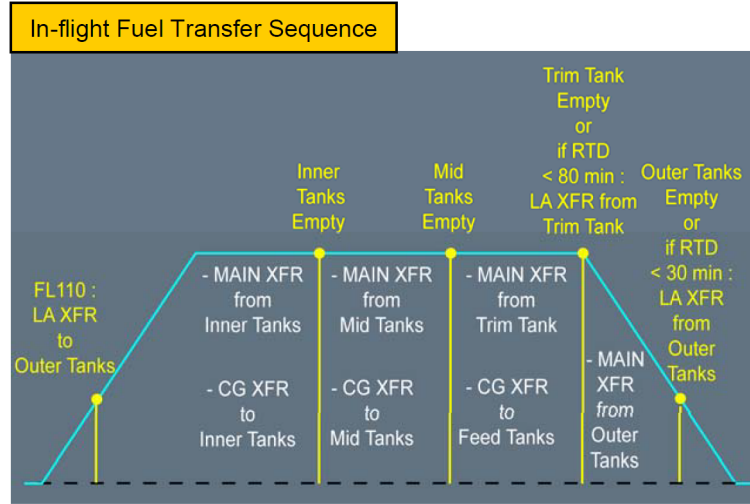 In-flight Fuel Transfer Sequence
FL110 :
LA XFR
to
Outer Tanks
Inner
Tanks
Empty
Mid
Tanks
Empty
Trim Tank
Empty
or
if RTD
< 80 min :
LA XFR from
Trim Tank
Outer Tanks
Empty
or
if RTD
< 30 min :
LA XFR
from
Outer
Tanks
- MAIN XFR
from
Inner Tanks
- CG XFR
to
Inner Tanks
- MAIN XFR
from
Mid Tanks
- CG XFR
to
Mid Tanks
- MAIN XFR
from
Trim Tank
- CG XFR
to
Feed Tanks
- MAIN
XFR
from
Outer
Tanks